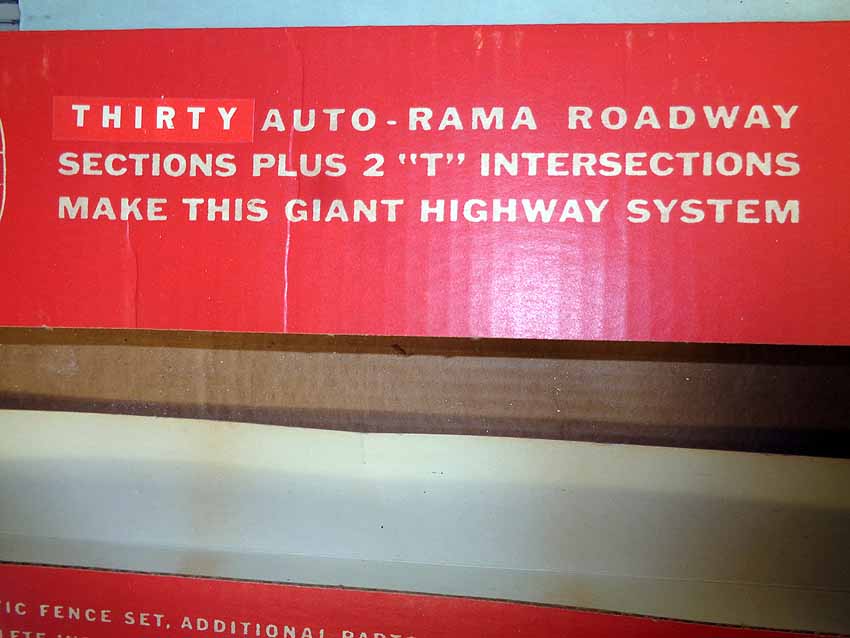 THIRTY AUTO-RAMA ROADWAY
SECTIONS PLUS 2 "T" INTERSECTIONS
MAKE THIS GIANT HIGHWAY SYSTEM
FENCE SET, ADDITIONAL